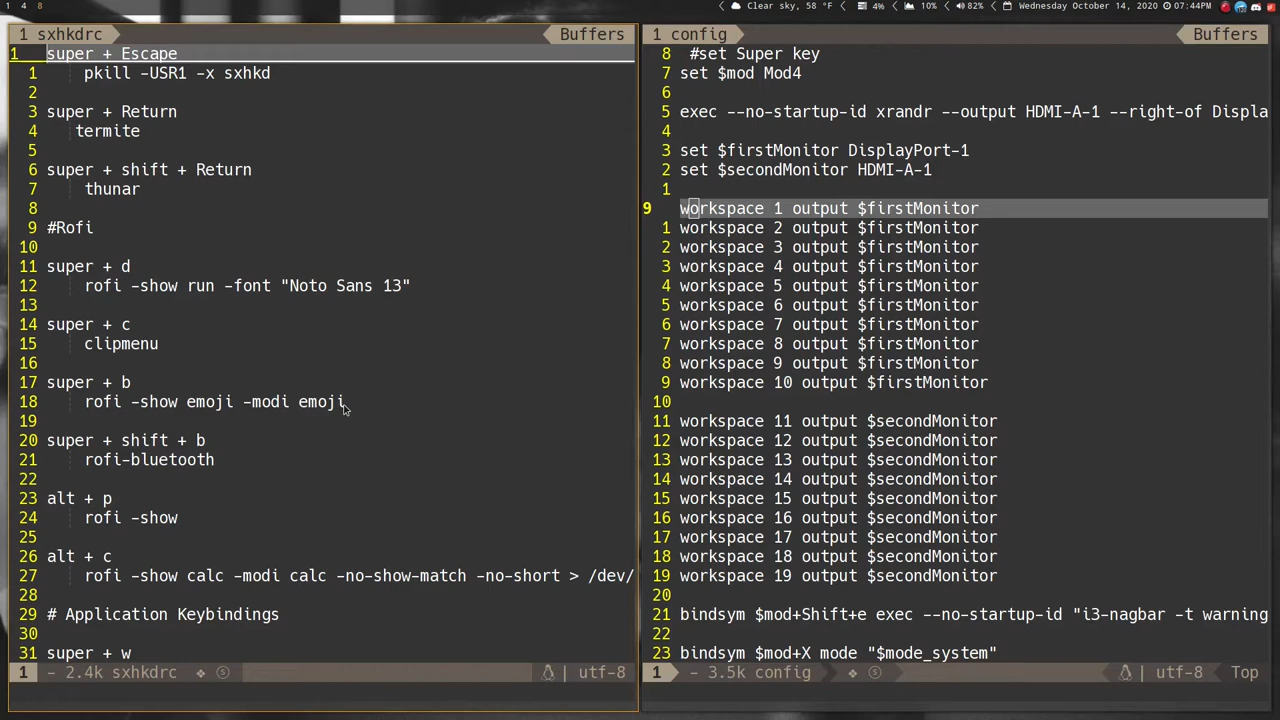 1 4 8 Clear sky, 58 °F 4% 10% 82% Wednesday October 14, 2020 07:44PM
1 sxhkdrc Buffers
1 super + Escape
1 pkill -USR1 -x sxhkd
2
3 super + Return
4 termite
5
6 super + shift + Return
7 thunar
8
9 #Rofi
10
11 super + d
12 rofi -show run -font "Noto Sans 13"
13
14 super + c
15 clipmenu
16
17 super + b
18 rofi -show emoji -modi emoji
19
20 super + shift + b
21 rofi-bluetooth
22
23 alt + p
24 rofi -show
25
26 alt + c
27 rofi -show calc -modi calc -no-show-match -no-short > /dev/
28
29 # Application Keybindings
30
31 super + w
1 - 2.4k sxhkdrc ❖ ⓢ | utf-8
1 config Buffers
8 #set Super key
7 set $mod Mod4
6
5 exec --no-startup-id xrandr --output HDMI-A-1 --right-of Displa
4
3 set $firstMonitor DisplayPort-1
2 set $secondMonitor HDMI-A-1
1
9 workspace 1 output $firstMonitor
1 workspace 2 output $firstMonitor
2 workspace 3 output $firstMonitor
3 workspace 4 output $firstMonitor
4 workspace 5 output $firstMonitor
5 workspace 6 output $firstMonitor
6 workspace 7 output $firstMonitor
7 workspace 8 output $firstMonitor
8 workspace 9 output $firstMonitor
9 workspace 10 output $firstMonitor
10
11 workspace 11 output $secondMonitor
12 workspace 12 output $secondMonitor
13 workspace 13 output $secondMonitor
14 workspace 14 output $secondMonitor
15 workspace 15 output $secondMonitor
16 workspace 16 output $secondMonitor
17 workspace 17 output $secondMonitor
18 workspace 18 output $secondMonitor
19 workspace 19 output $secondMonitor
20
21 bindsym $mod+Shift+e exec --no-startup-id "i3-nagbar -t warning
22
23 bindsym $mod+X mode "$mode_system"
1 - 3.5k config ❖ ⓢ | utf-8 Top